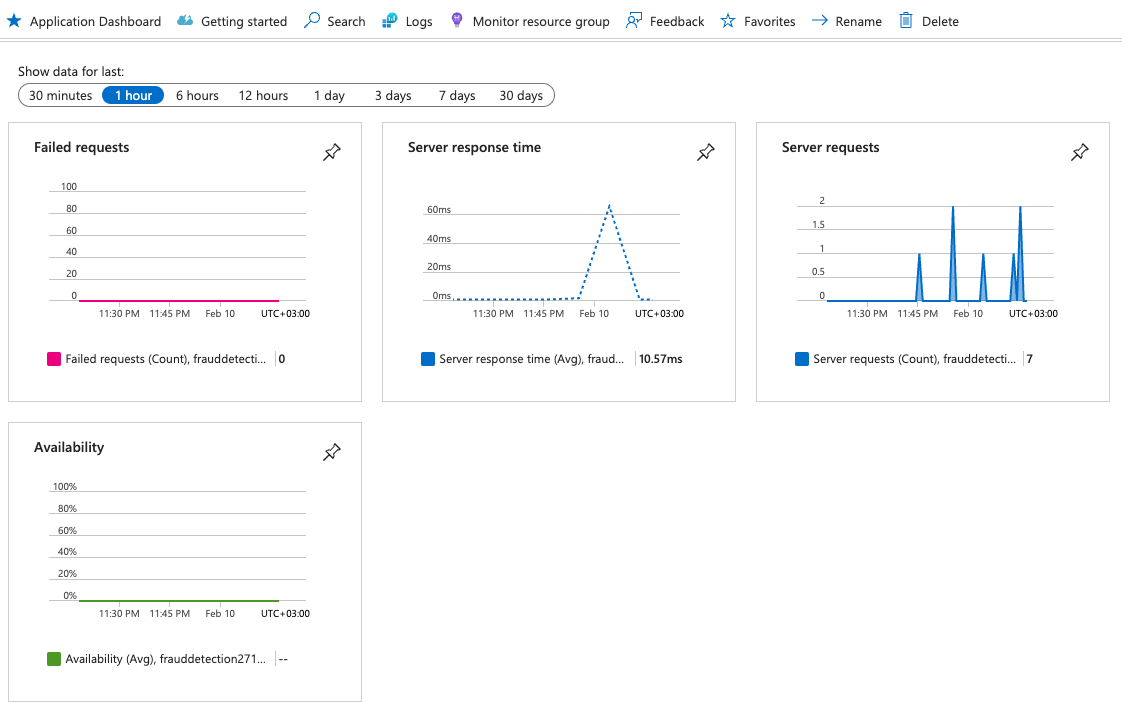 Application Dashboard Getting started Search Logs Monitor resource group Feedback Favorites Rename Delete
Show data for last:
30 minutes 1 hour 6 hours 12 hours 1 day 3 days 7 days 30 days
Failed requests
100
80
60
40
20
0
11:30 PM 11:45 PM Feb 10 UTC+03:00
Failed requests (Count), frauddetecti... 0
Server response time
60ms
40ms
20ms
0ms
11:30 PM 11:45 PM Feb 10 UTC+03:00
Server response time (Avg), fraud... 10.57ms
Server requests
2
1.5
1
0.5
0
11:30 PM 11:45 PM Feb 10 UTC+03:00
Server requests (Count), frauddetecti... 7
Availability
100%
80%
60%
40%
20%
0%
11:30 PM 11:45 PM Feb 10 UTC+03:00
Availability (Avg), frauddetection271... --